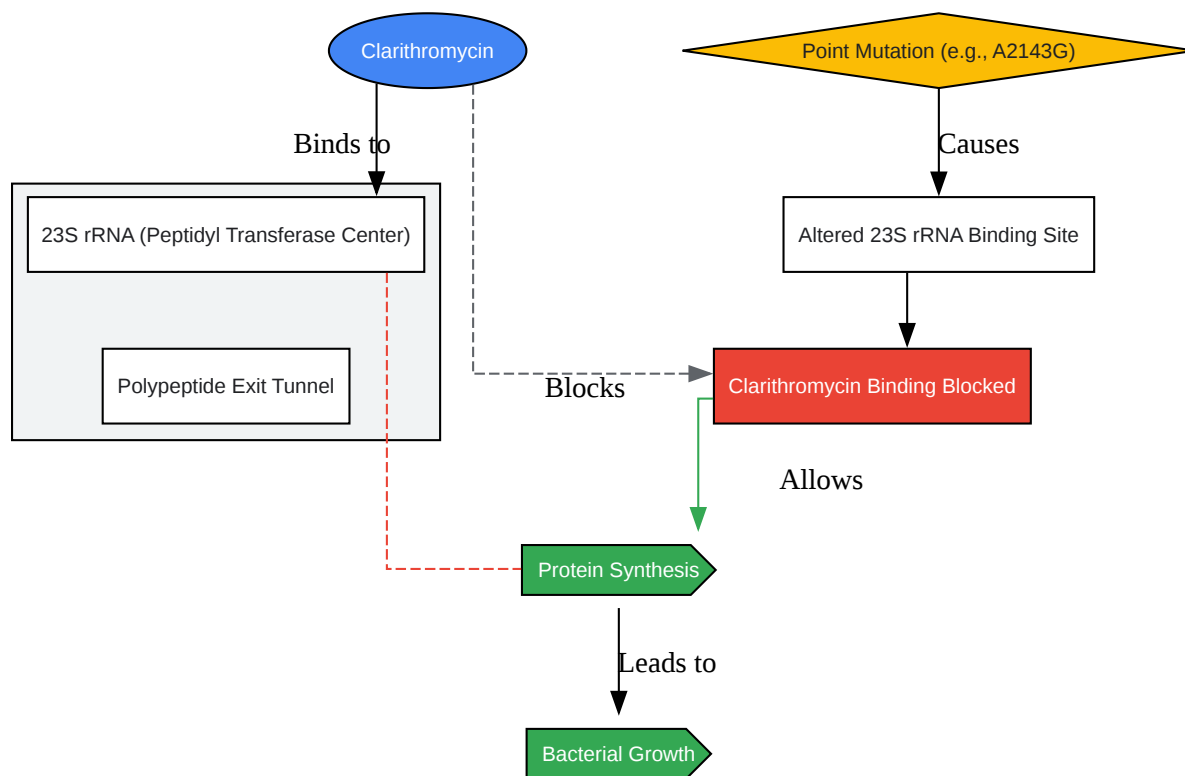 Clarithromycin
Point Mutation (e.g., A2143G)
Binds to
Causes
23S rRNA (Peptidyl Transferase Center)
Altered 23S rRNA Binding Site
Polypeptide Exit Tunnel
Blocks
Clarithromycin Binding Blocked
Allows
Protein Synthesis
Leads to
Bacterial Growth